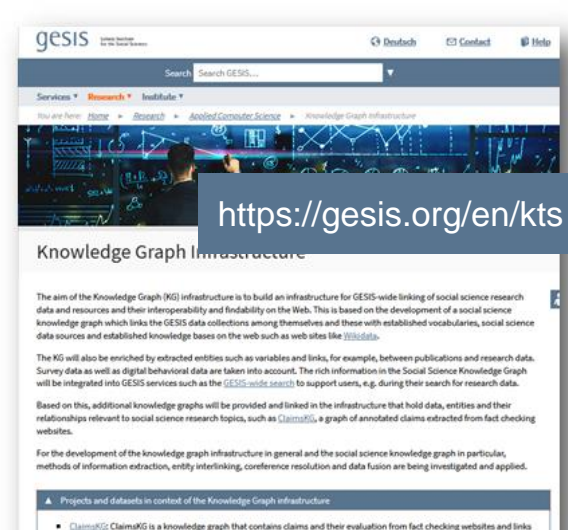 gesis Leibniz Institute
for the Social Sciences
Deutsch Contact Help
Search Search GESIS...
Services Research Institute
You are here: Home Research Applied Computer Science Knowledge Graph Infrastructure
https://gesis.org/en/kts
Knowledge Graph Infrastructure
The aim of the Knowledge Graph (KG) infrastructure is to build an infrastructure for GESIS-wide linking of social science research
data and resources and their interoperability and findability on the Web. This is based on the development of a social science
knowledge graph which links the GESIS data collections among themselves and these with established vocabularies, social science
data sources and established knowledge bases on the web such as web sites like Wikidata.
The KG will also be enriched by extracted entities such as variables and links, for example, between publications and research data.
Survey data as well as digital behavioral data are taken into account. The rich information in the Social Science Knowledge Graph
will be integrated into GESIS services such as the GESIS-wide search to support users, e.g. during their search for research data.
Based on this, additional knowledge graphs will be provided and linked in the infrastructure that hold data, entities and their
relationships relevant to social science research topics, such as ClaimsKG, a graph of annotated claims extracted from fact checking
websites.
For the development of the knowledge graph infrastructure in general and the social science knowledge graph in particular,
methods of information extraction, entity interlinking, coreference resolution and data fusion are being investigated and applied.
Projects and datasets in context of the Knowledge Graph infrastructure
ClaimsKG: ClaimsKG is a knowledge graph that contains claims and their evaluation from fact checking websites and links